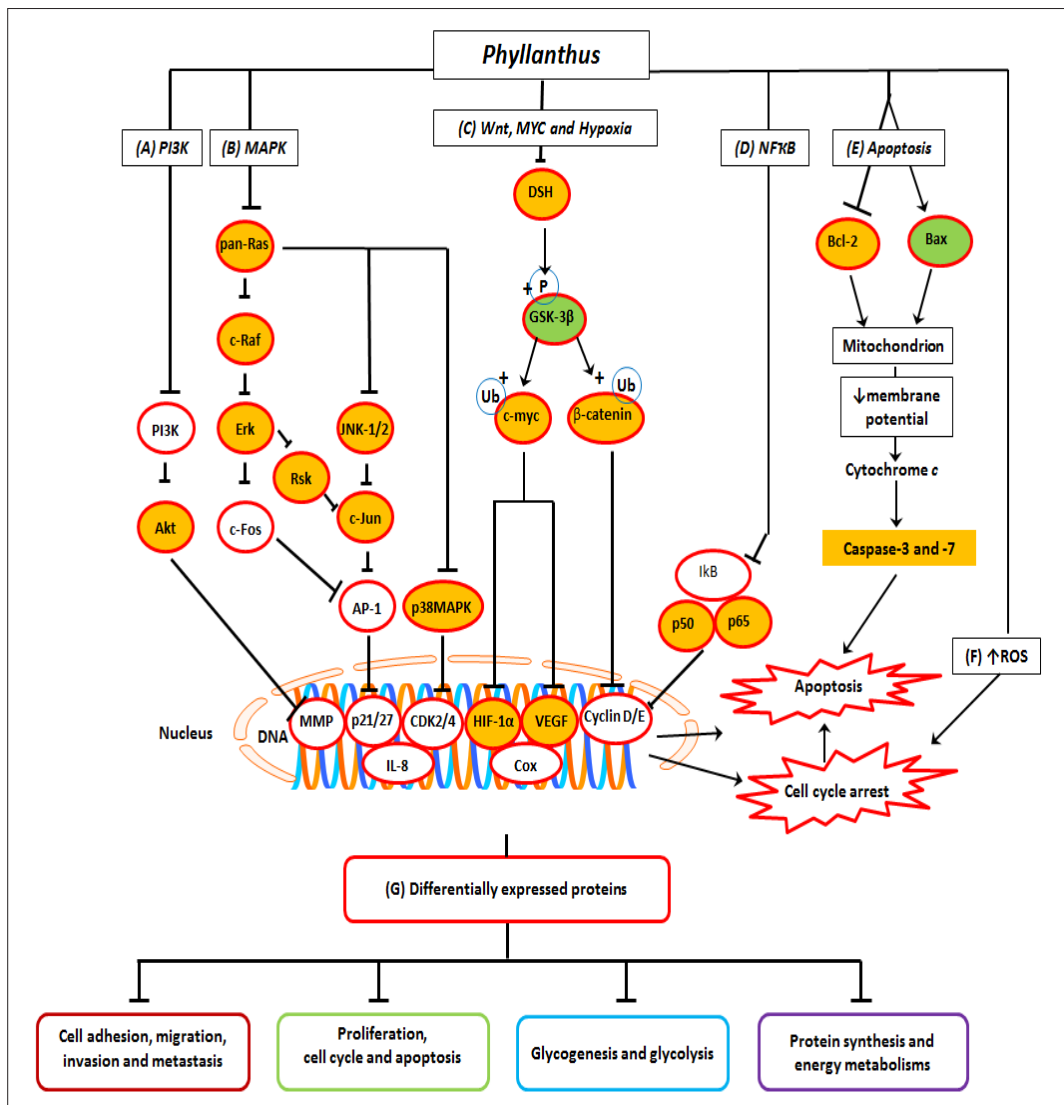 Phyllanthus
(A) PI3K
(B) MAPK
(C) Wnt, MYC and Hypoxia
(D) NFҠB
(E) Apoptosis
DSH
pan-Ras
Bcl-2
Bax
+
P
GSK-3β
c-Raf
Mitochondrion
+
Ub
+
Ub
↓membrane
potential
c-myc
β-catenin
PI3K
Erk
JNK-1/2
Rsk
Cytochrome c
Akt
c-Fos
c-Jun
Caspase-3 and -7
IkB
AP-1
p38MAPK
p50
p65
(F) ↑ROS
Apoptosis
Nucleus
DNA
MMP
p21/27
CDK2/4
HIF-1α
VEGF
Cyclin D/E
IL-8
Cox
Cell cycle arrest
(G) Differentially expressed proteins
Cell adhesion, migration,
invasion and metastasis
Proliferation,
cell cycle and apoptosis
Glycogenesis and glycolysis
Protein synthesis and
energy metabolisms